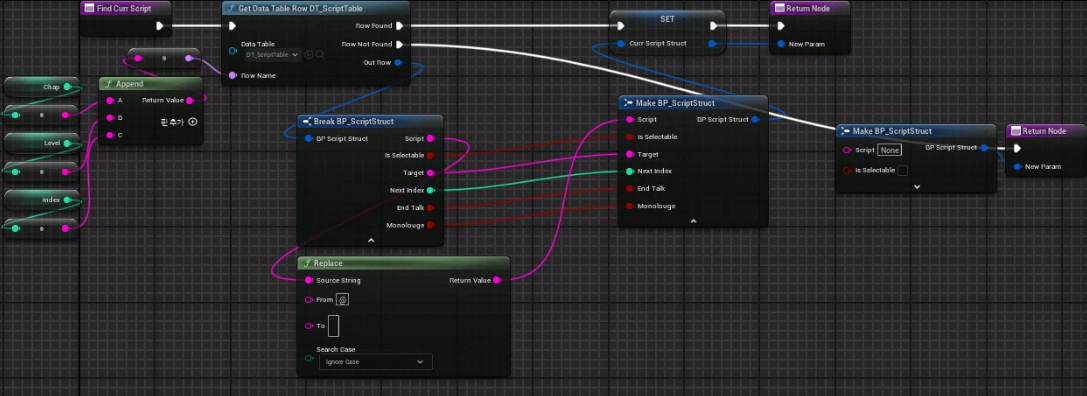 Find Curr Script
Get Data Table Row DT_ScriptTable
Row Found
Row Not Found
Data Table
DT_ScriptTable
Out Row
Row Name
SET
Curr Script Struct
Return Node
New Param
Chap
Level
Index
Append
A
Return Value
B
핀 추가
C
Break BP_ScriptStruct
BP Script Struct
Script
Is Selectable
Target
Next Index
End Talk
Monolouge
Make BP_ScriptStruct
Script
BP Script Struct
Is Selectable
Target
Next Index
End Talk
Monolouge
Make BP_ScriptStruct
Script
None
BP Script Struct
Is Selectable
Return Node
New Param
Replace
Source String
Return Value
From
@
To
Search Case
Ignore Case